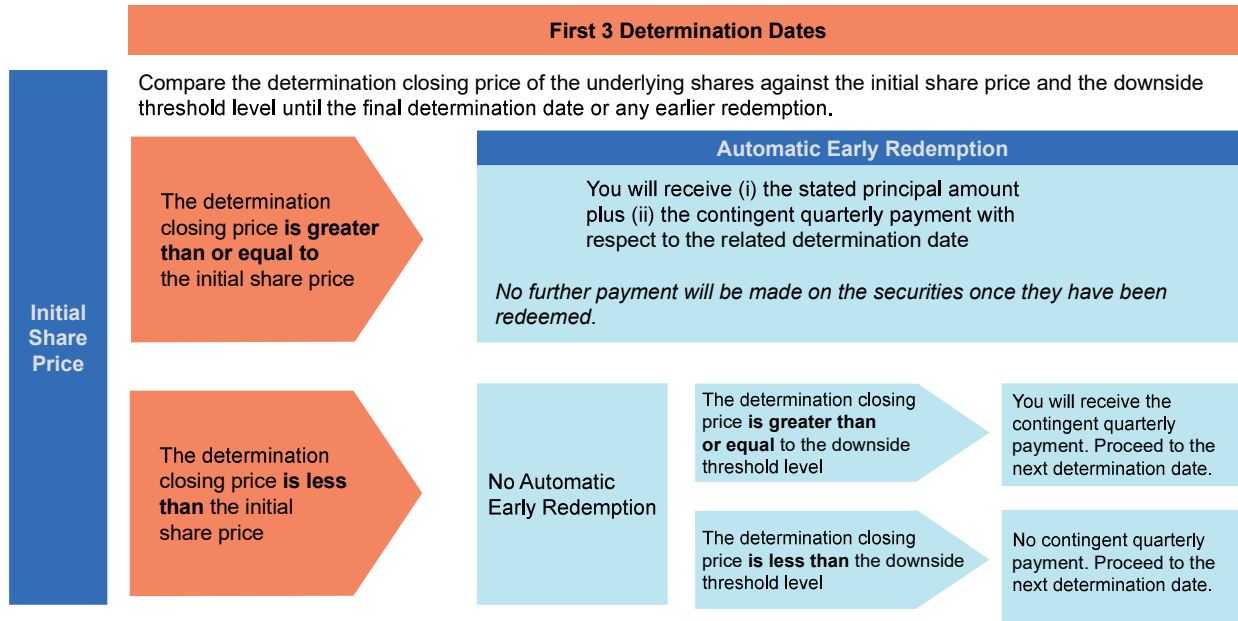 First 3 Determination Dates
Compare the determination closing price of the underlying shares against the initial share price and the downside
threshold level until the final determination date or any earlier redemption.
Initial
Share
Price
The determination
closing price is greater
than or equal to
the initial share price
Automatic Early Redemption
You will receive (i) the stated principal amount
plus (ii) the contingent quarterly payment with
respect to the related determination date
No further payment will be made on the securities once they have been
redeemed.
The determination
closing price is less
than the initial
share price
No Automatic
Early Redemption
The determination closing
price is greater than
or equal to the downside
threshold level
You will receive the
contingent quarterly
payment. Proceed to the
next determination date.
The determination closing
price is less than the downside
threshold level
No contingent quarterly
payment. Proceed to the
next determination date.